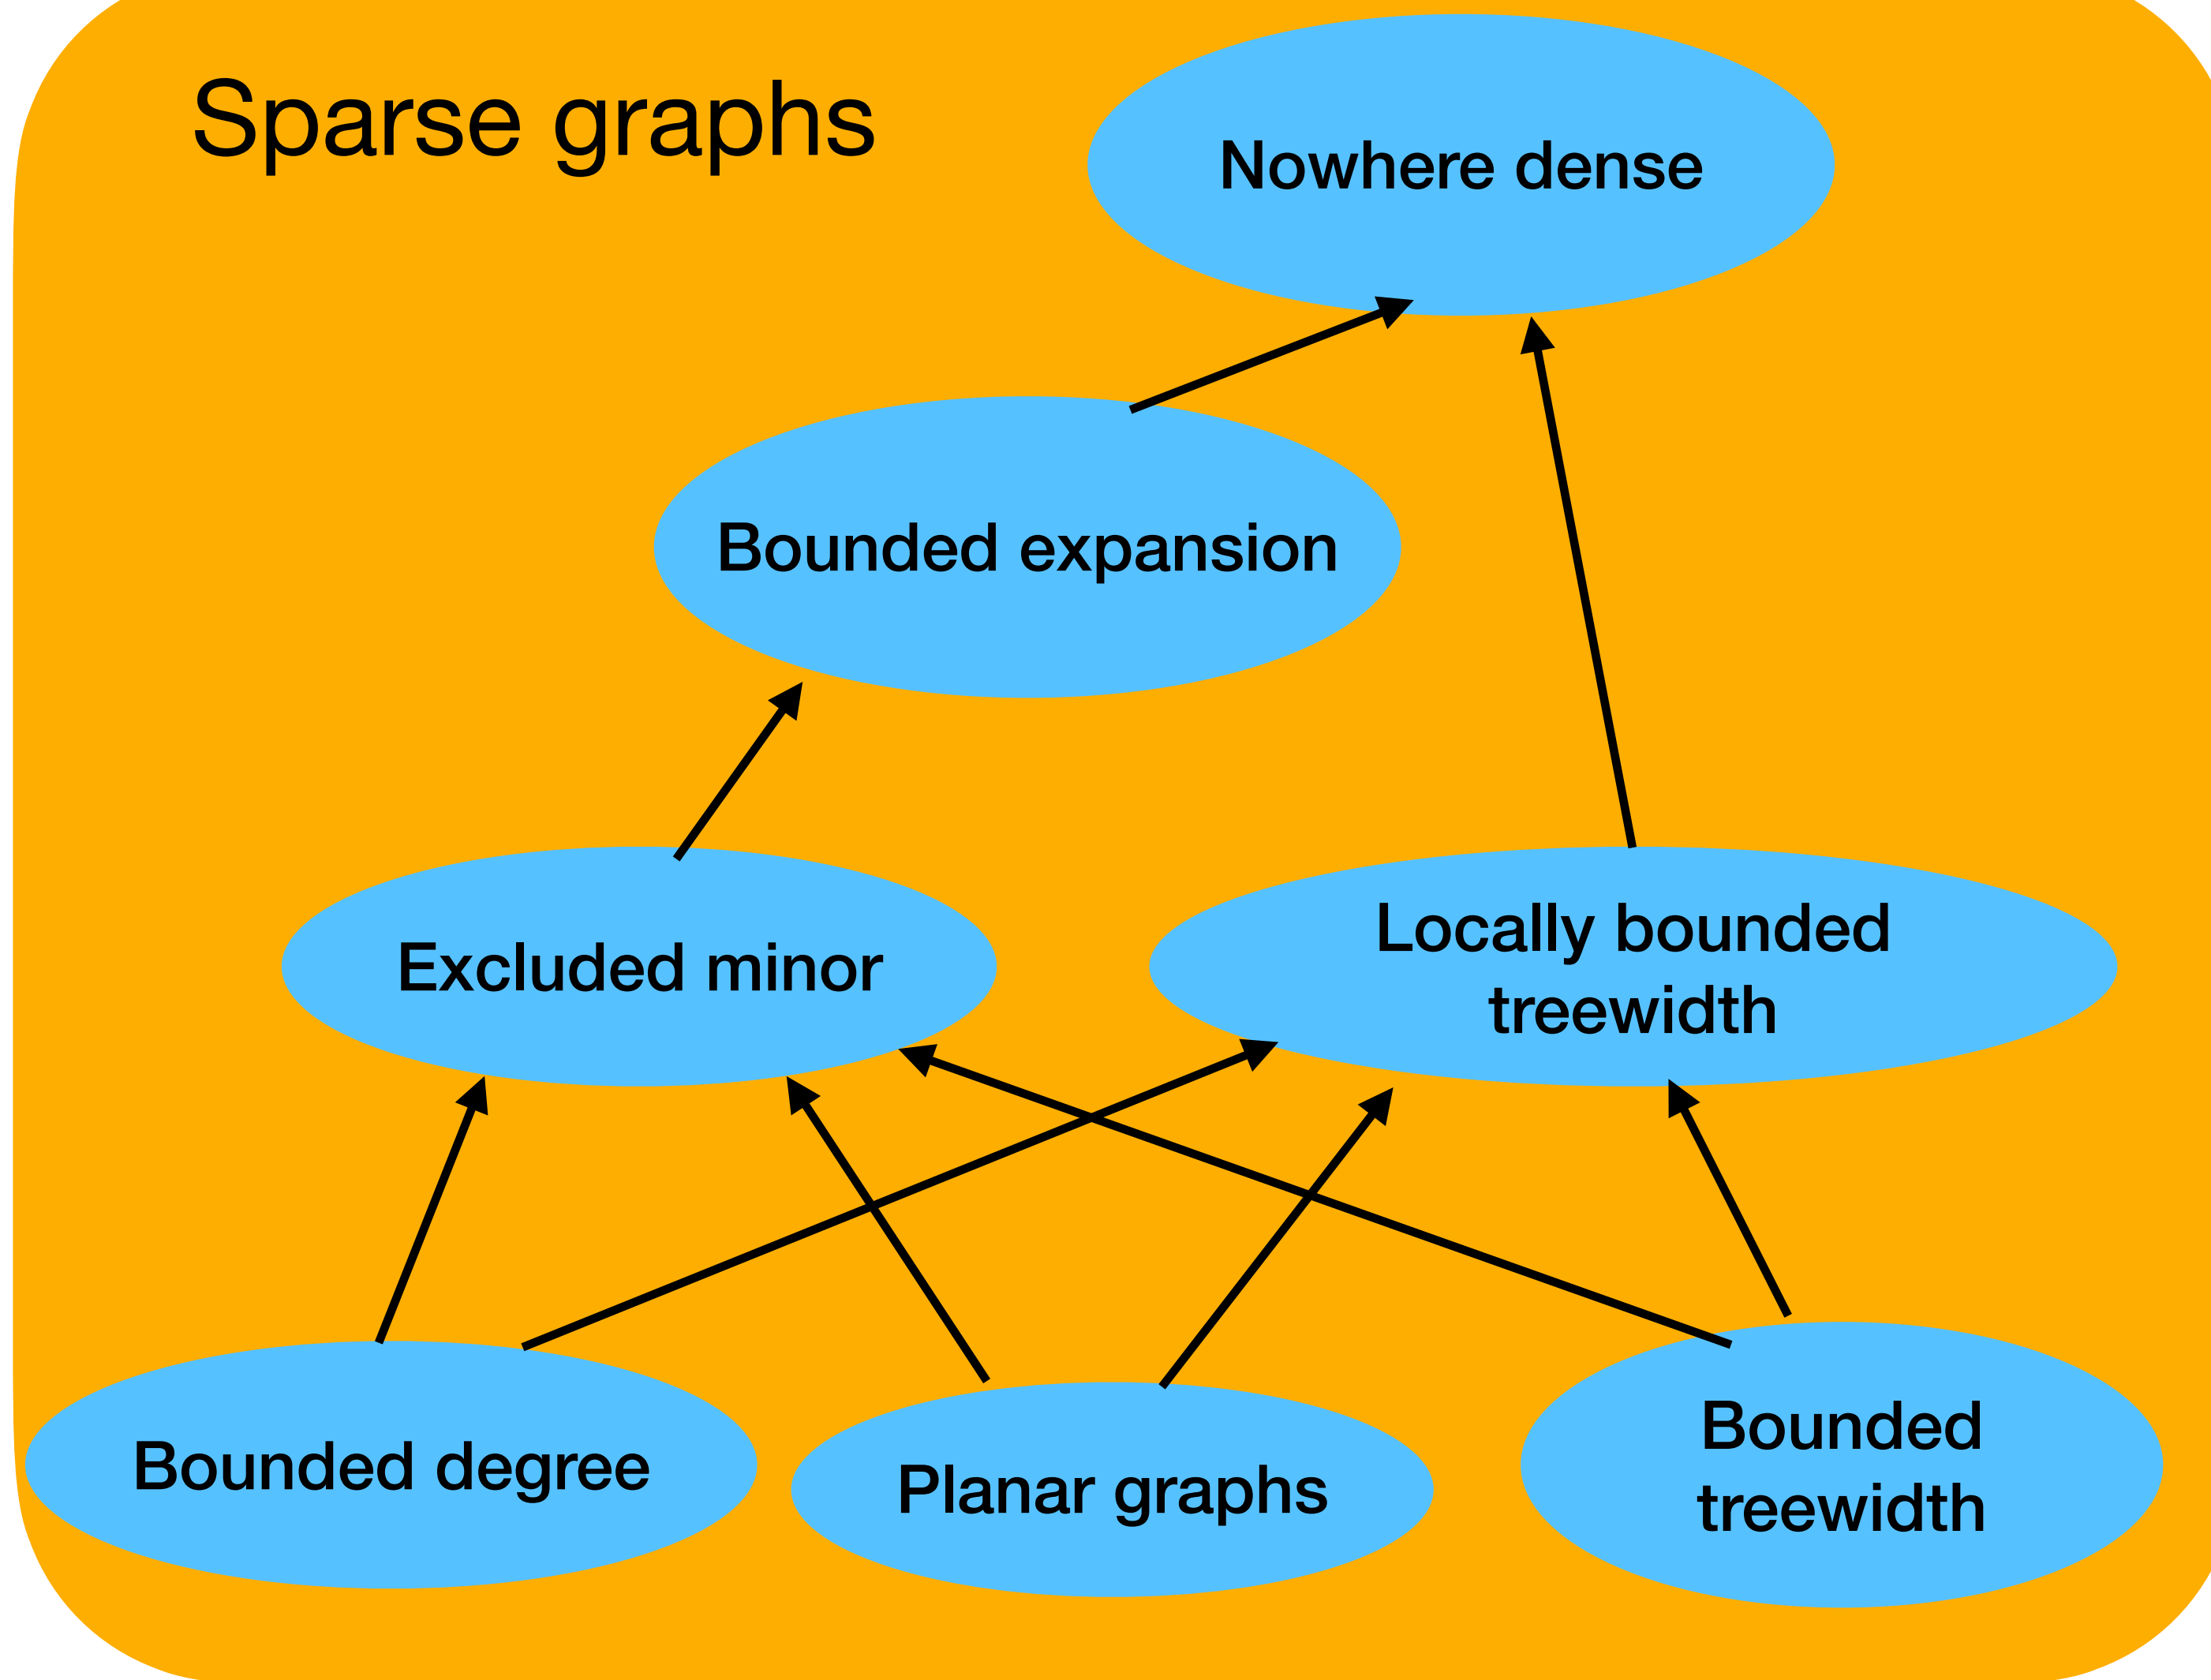 Sparse graphs
Nowhere dense
Bounded expansion
Excluded minor
Locally bounded
treewidth
Bounded degree
Planar graphs
Bounded
treewidth